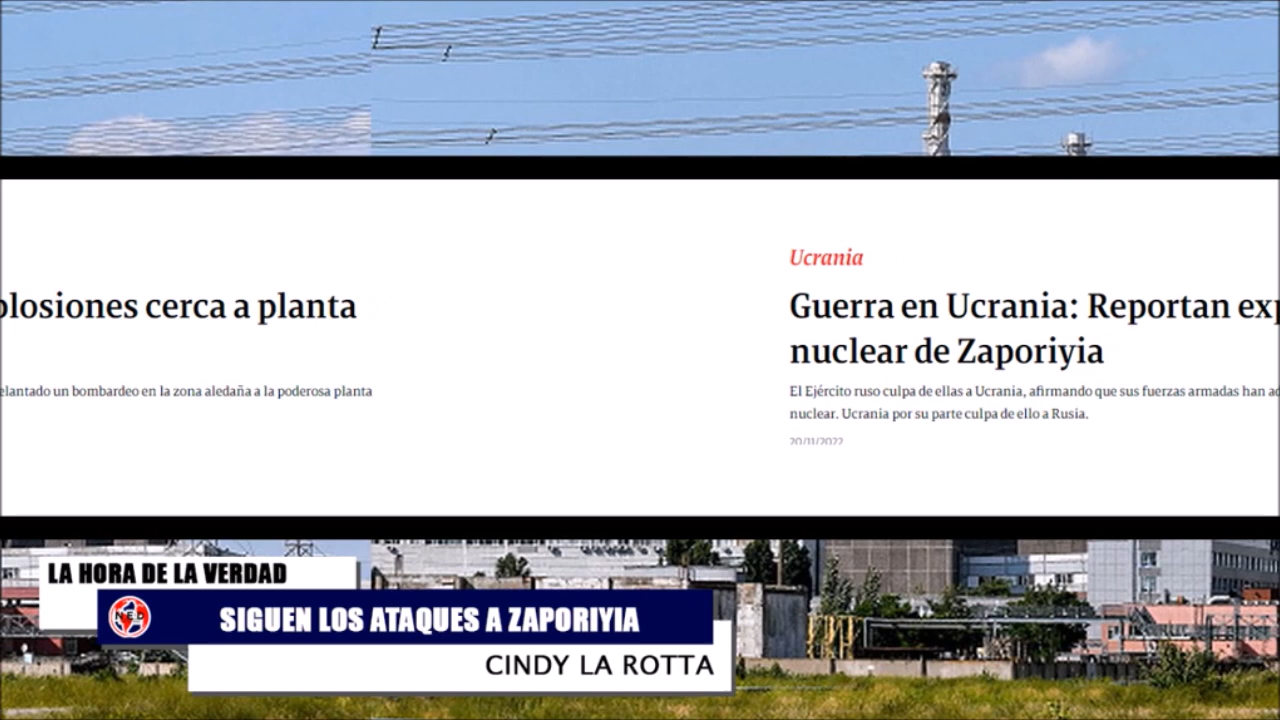 Ucrania
plosiones cerca a planta
Guerra en Ucrania: Reportan exp
nuclear de Zaporiyia
elantado un bombardeo en la zona aledaña a la poderosa planta
El Ejército ruso culpa de ellas a Ucrania, afirmando que sus fuerzas armadas han ad
nuclear. Ucrania por su parte culpa de ello a Rusia.
20/11/2022
LA HORA DE LA VERDAD
SIGUEN LOS ATAQUES A ZAPORIYIA
CINDY LA ROTTA